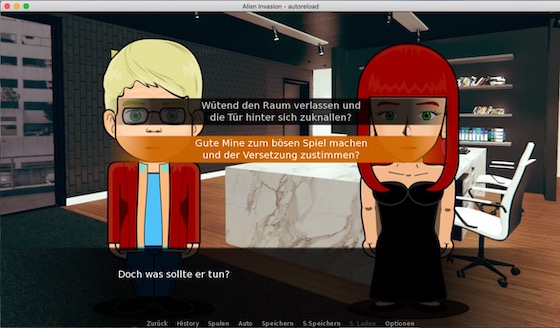 Alien Invasion - autoreload
Wütend den Raum verlassen und
die Tür hinter sich zuknallen?
Gute Mine zum bösen Spiel machen
und der Versetzung zustimmen?
Doch was sollte er tun?
Zurück History Spulen Auto Speichern S.Speichern S. Laden Optionen